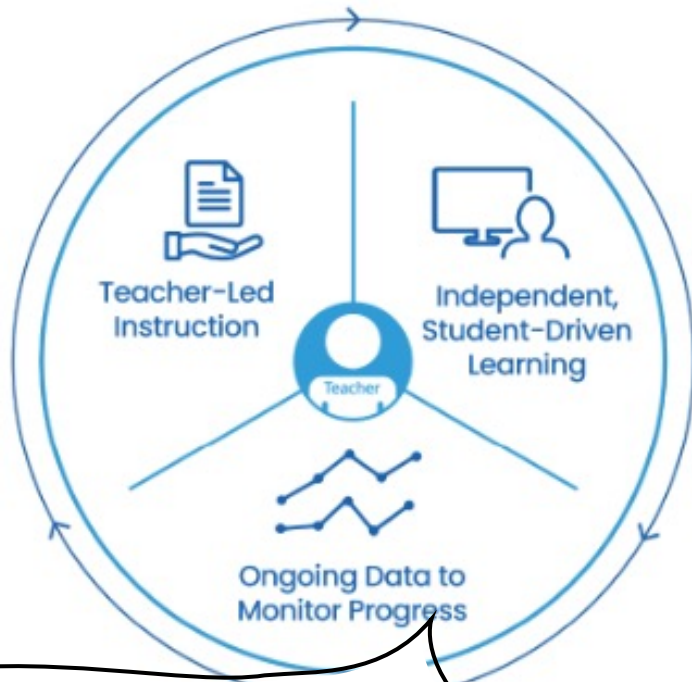 Teacher-Led
Instruction
Independent,
Student-Driven
Learning
Teacher
Ongoing Data to
Monitor Progress